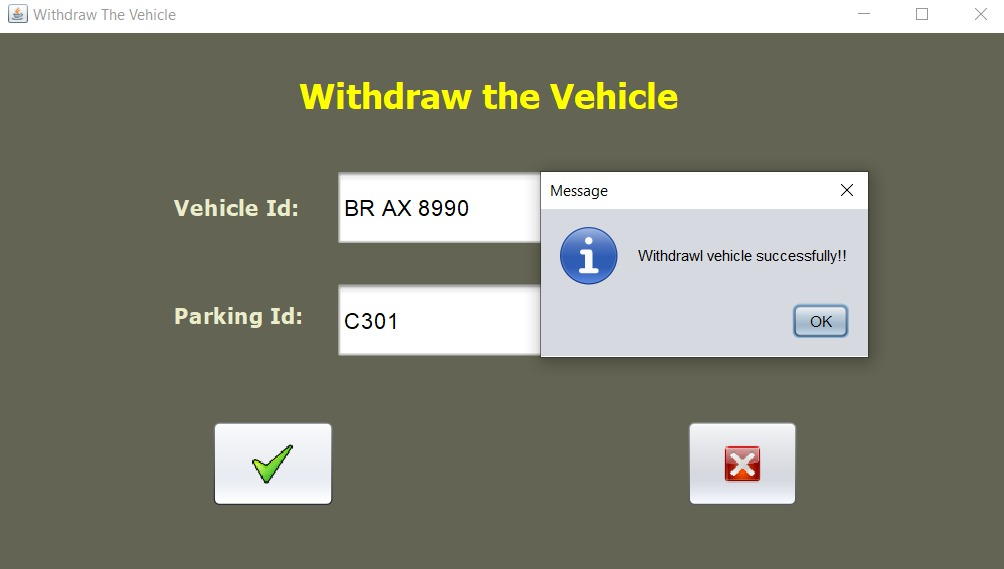 Withdraw The Vehicle
Withdraw the Vehicle
Vehicle Id:
BR AX 8990
Parking Id:
C301
Message
Withdrawl vehicle successfully!!
OK